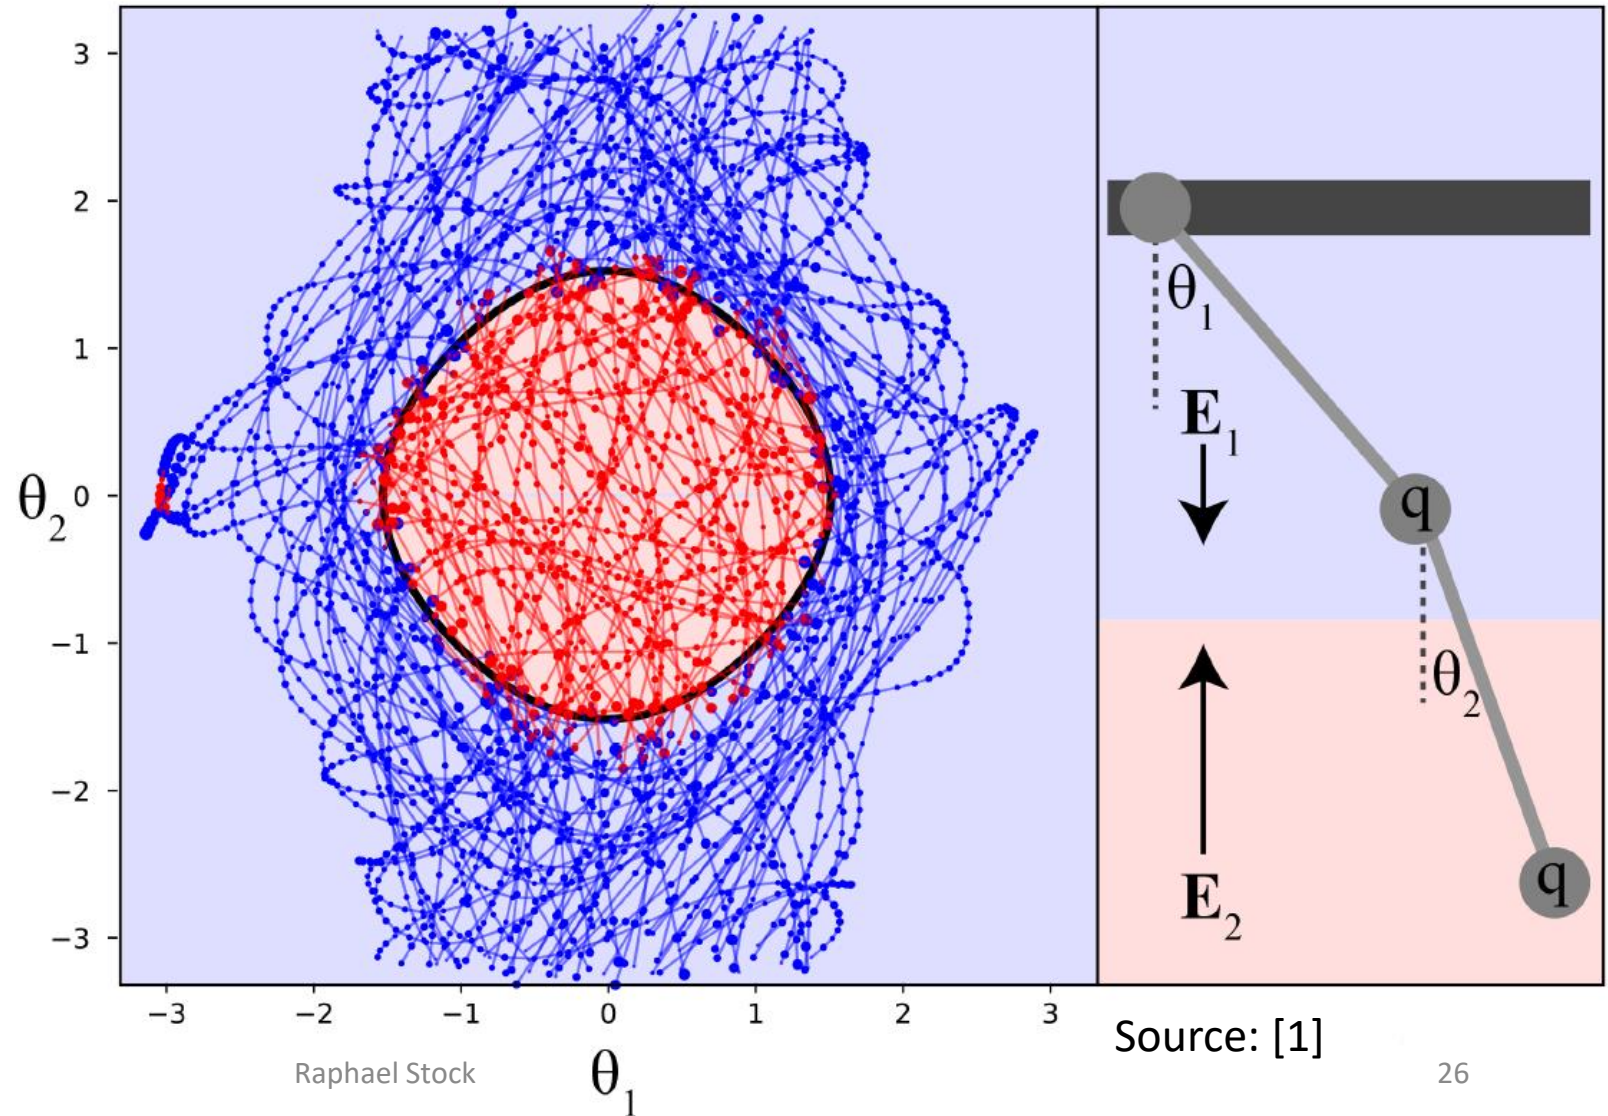 3
2
1
0
−1
−2
−3
θ2
−3 −2 −1 0 1 2 3
θ1
θ1
E1
q
θ2
q
E2
Source: [1]
Raphael Stock
26